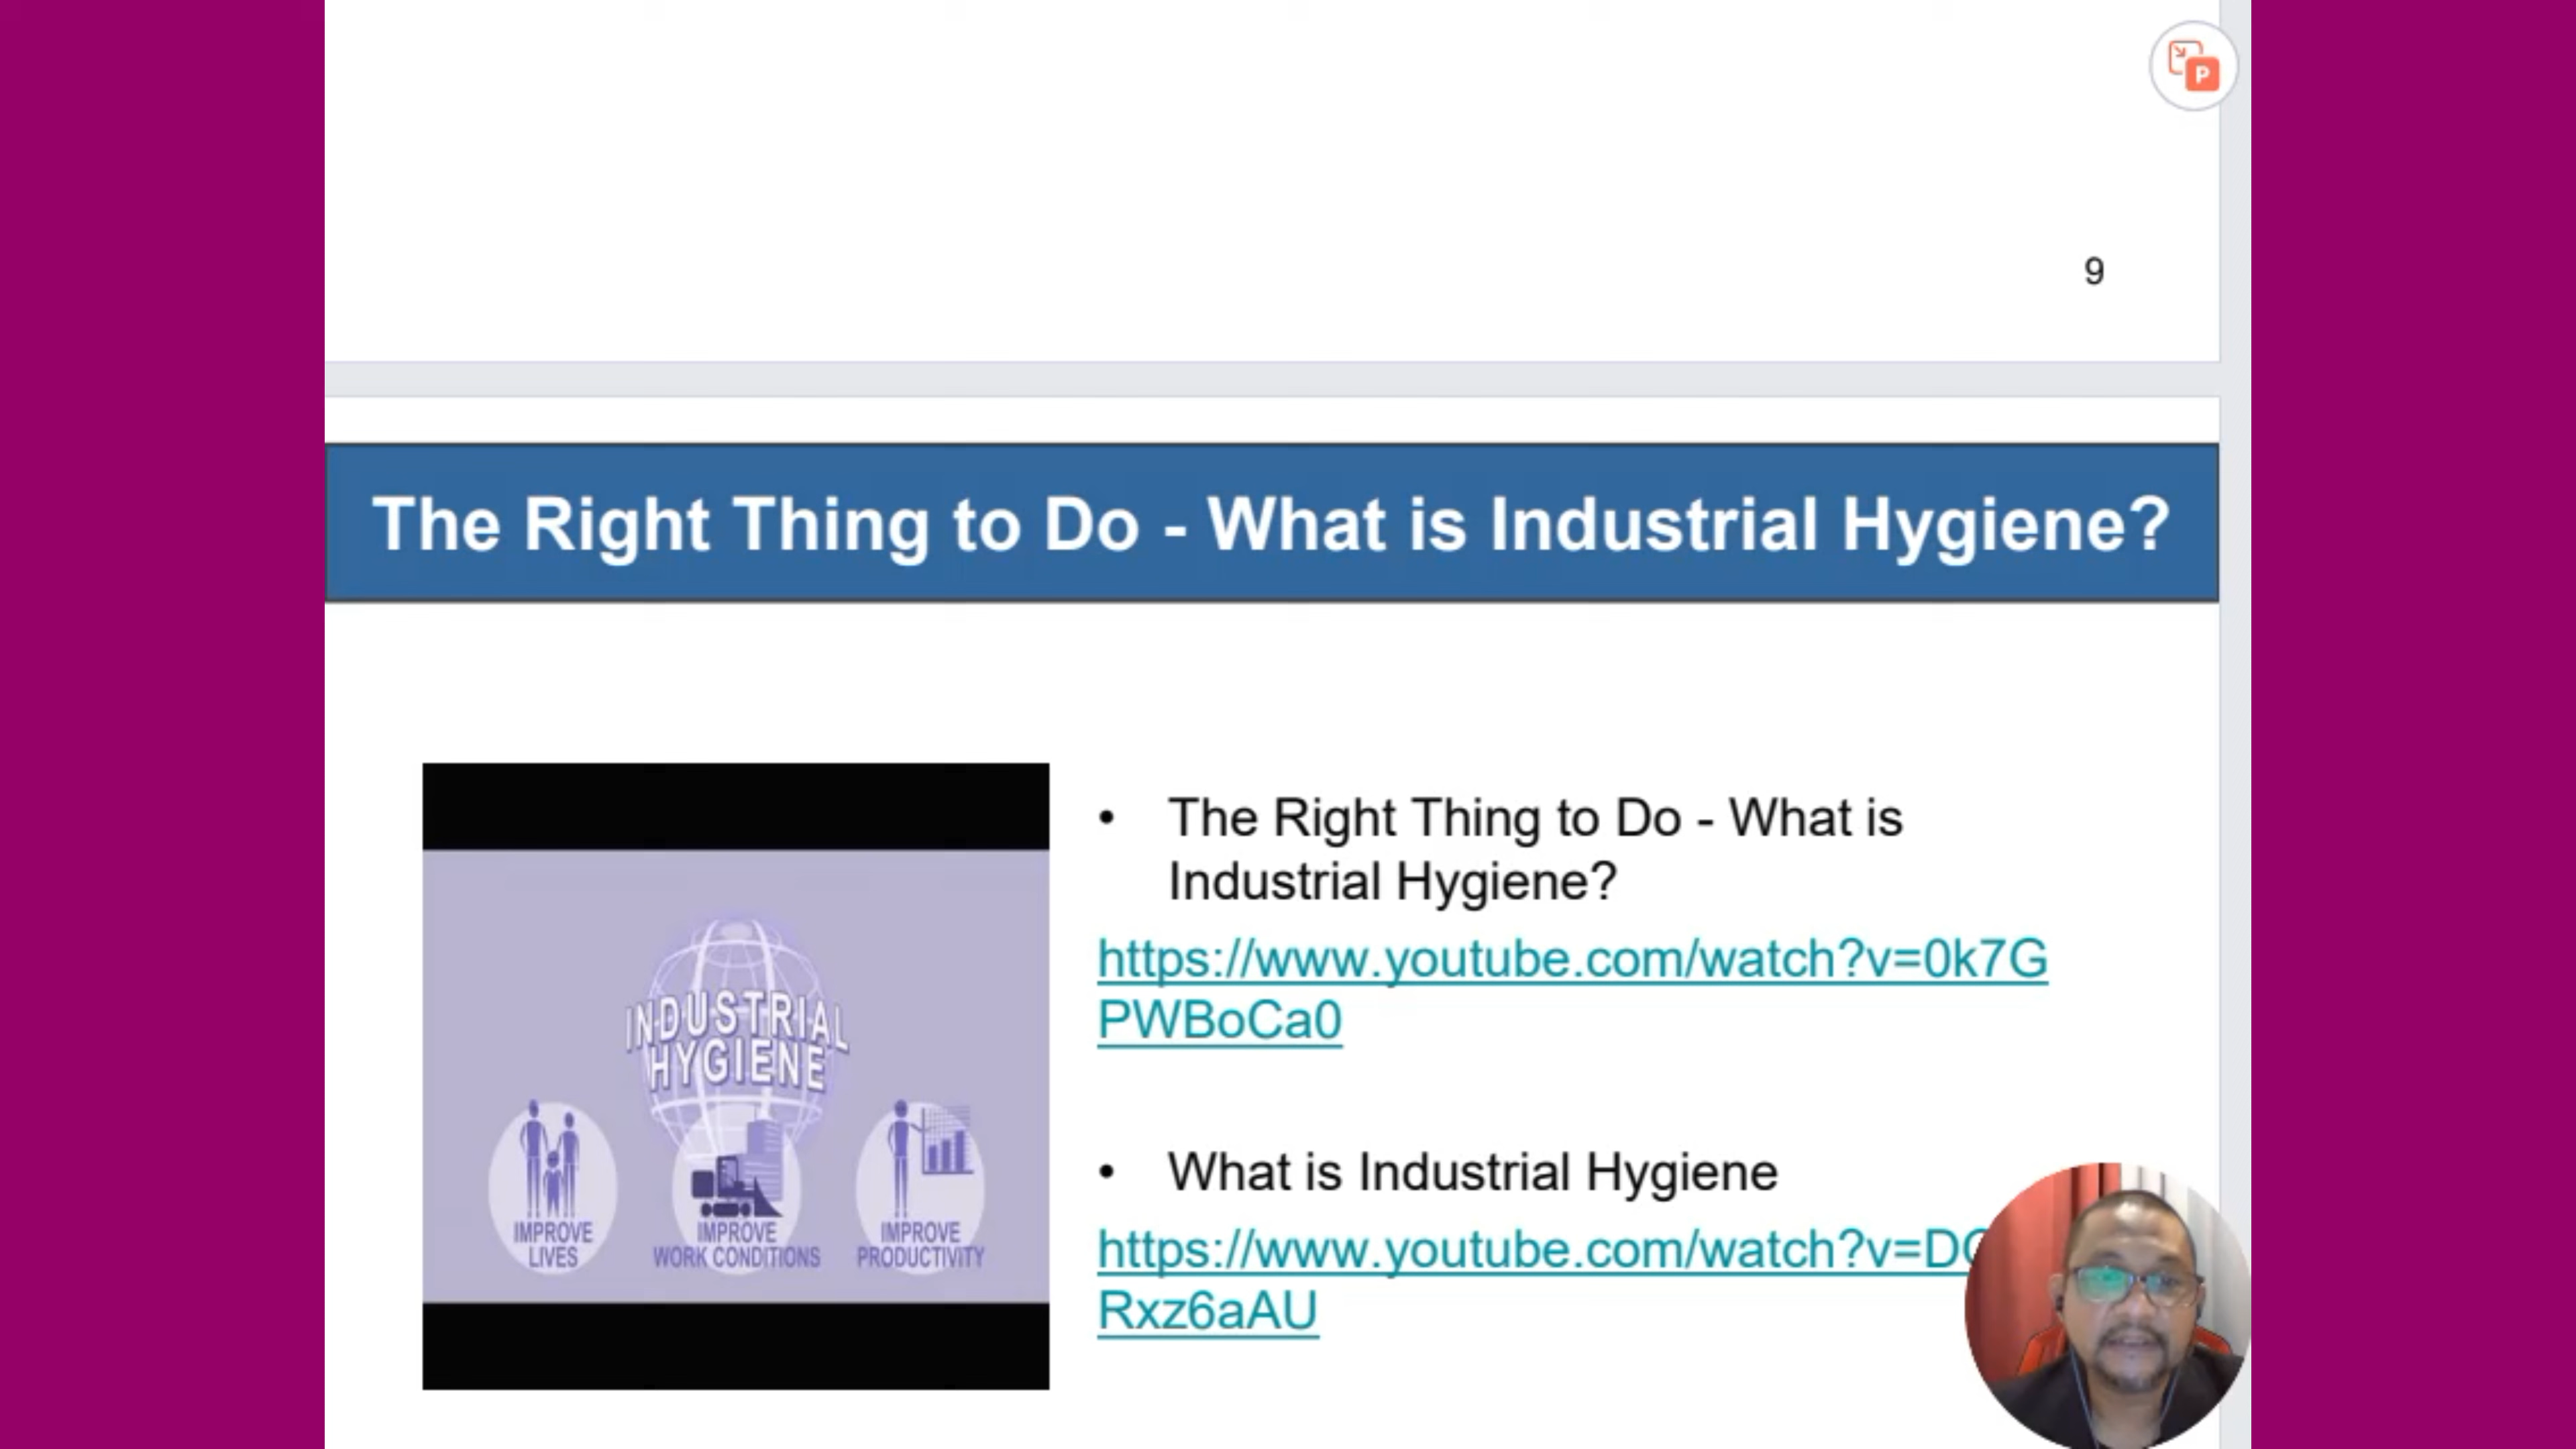 P
9
The Right Thing to Do - What is Industrial Hygiene?
INDUSTRIAL
HYGIENE
IMPROVE
LIVES
IMPROVE
WORK CONDITIONS
IMPROVE
PRODUCTIVITY
• The Right Thing to Do - What is
Industrial Hygiene?
https://www.youtube.com/watch?v=0k7G
PWBoCa0
• What is Industrial Hygiene
https://www.youtube.com/watch?v=D
Rxz6aAU